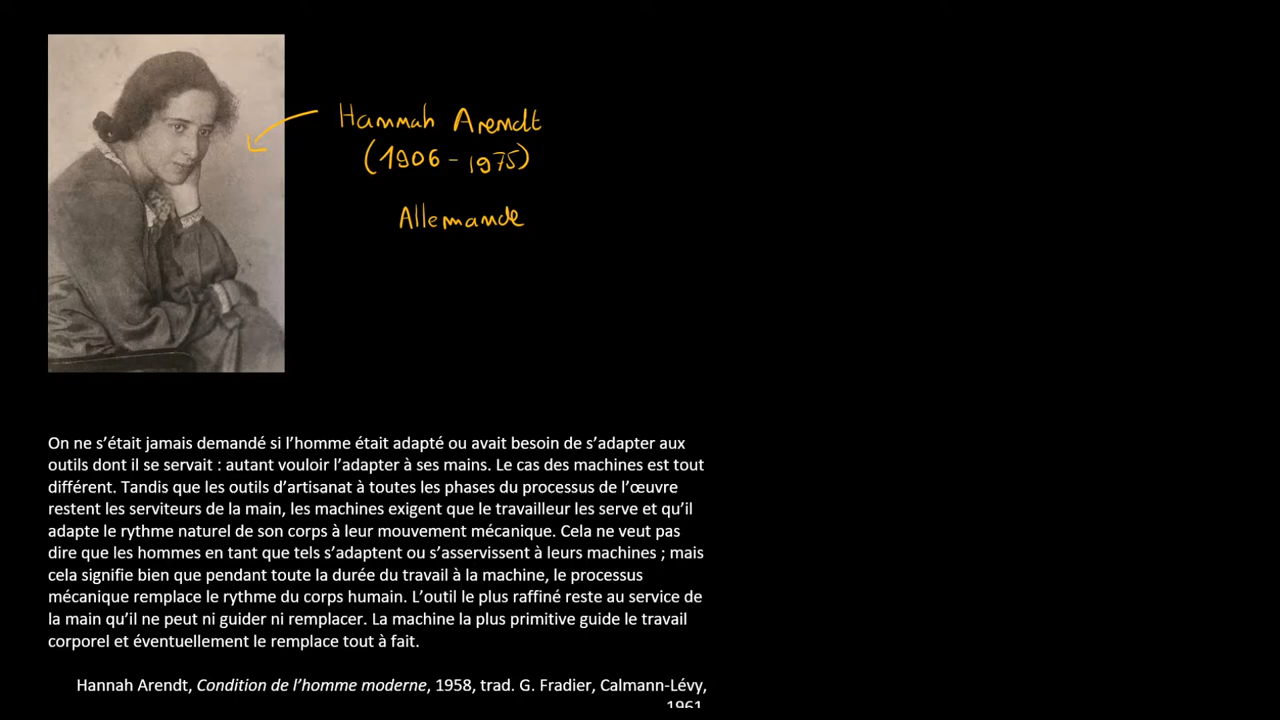 Hannah Arendt
(1906 - 1975)
Allemande
On ne s’était jamais demandé si l’homme était adapté ou avait besoin de s’adapter aux
outils dont il se servait : autant vouloir l’adapter à ses mains. Le cas des machines est tout
différent. Tandis que les outils d’artisanat à toutes les phases du processus de l’œuvre
restent les serviteurs de la main, les machines exigent que le travailleur les serve et qu’il
adapte le rythme naturel de son corps à leur mouvement mécanique. Cela ne veut pas
dire que les hommes en tant que tels s’adaptent ou s’asservissent à leurs machines ; mais
cela signifie bien que pendant toute la durée du travail à la machine, le processus
mécanique remplace le rythme du corps humain. L’outil le plus raffiné reste au service de
la main qu’il ne peut ni guider ni remplacer. La machine la plus primitive guide le travail
corporel et éventuellement le remplace tout à fait.
Hannah Arendt, Condition de l’homme moderne, 1958, trad. G. Fradier, Calmann-Lévy,
1961